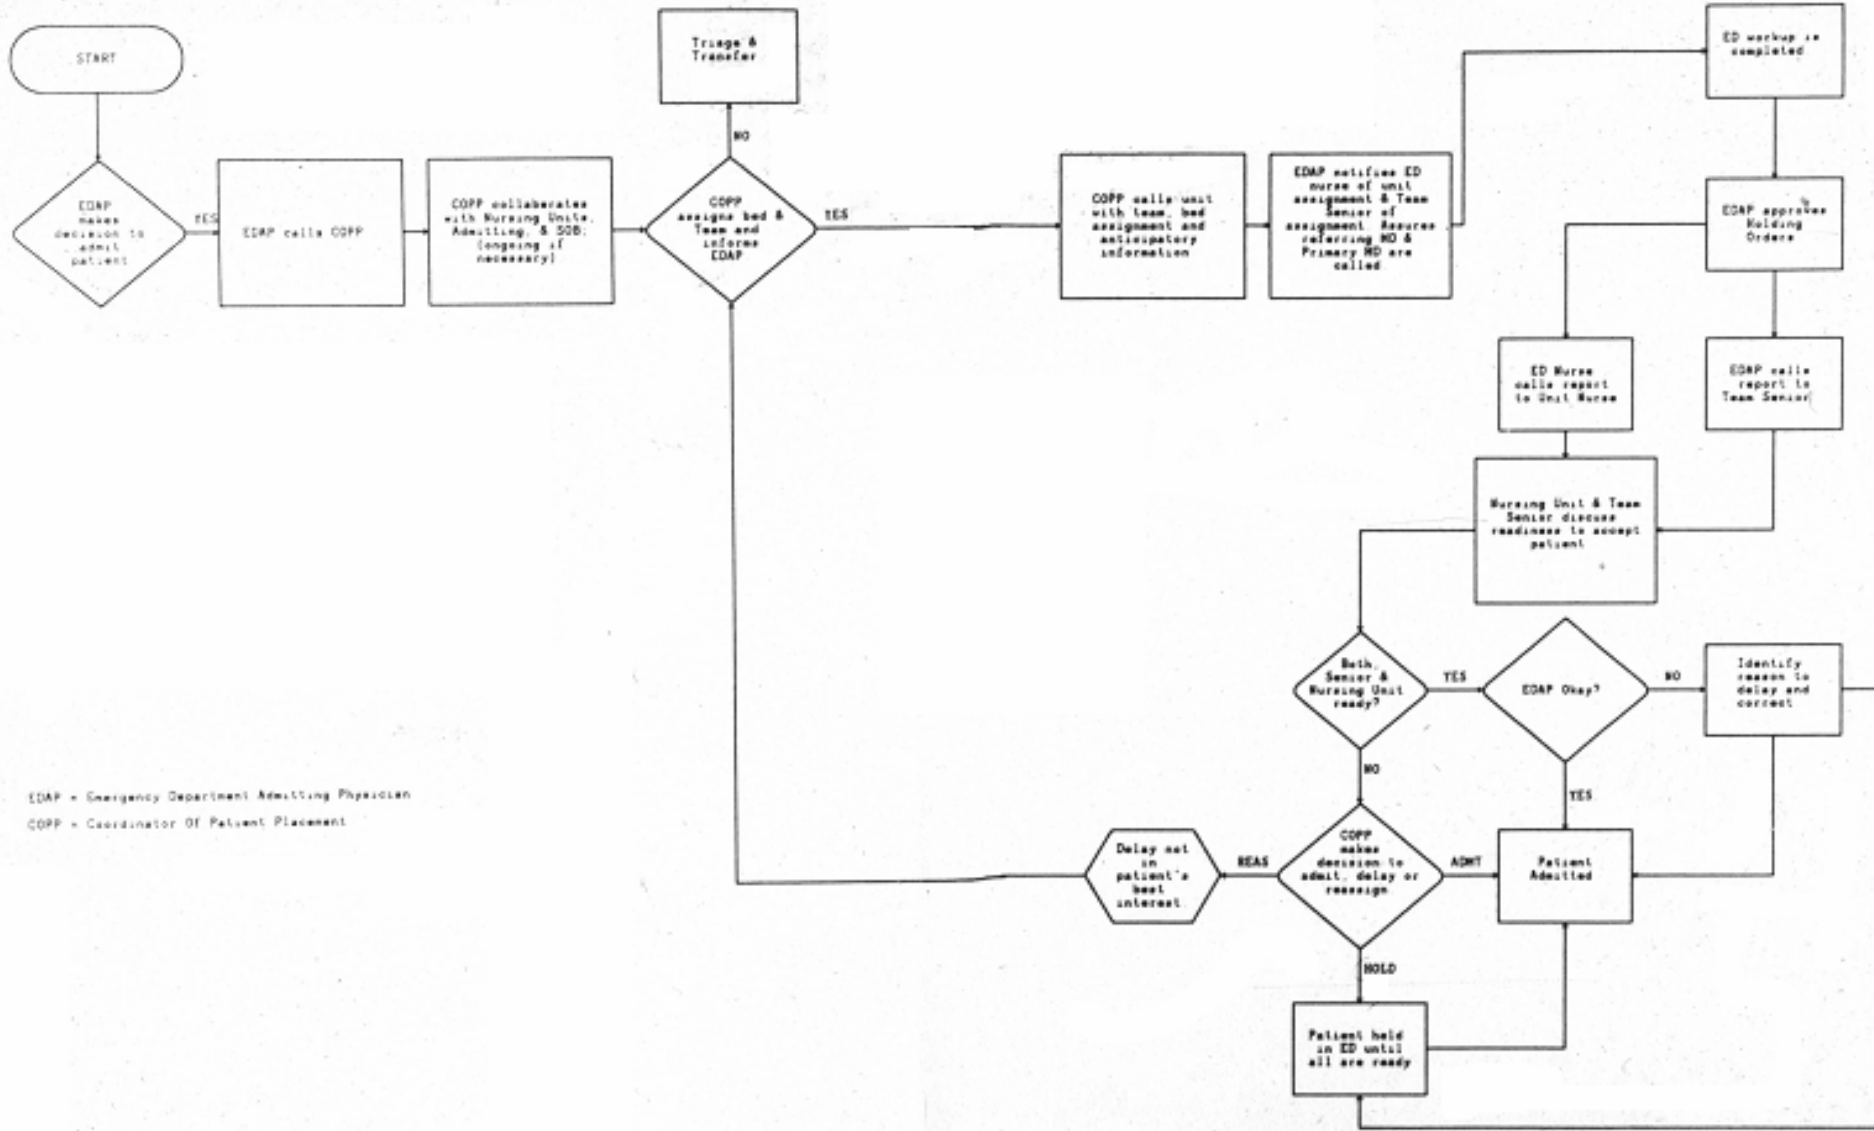 START
EDAP
makes
decision to
admit
patient
YES
EDAP calls COPP
COPP collaborates
with Nursing Units,
Admitting, & SOB;
(ongoing if
necessary)
Triage &
Transfer
NO
COPP
assigns bed &
Team and
informs
EDAP
YES
COPP calls unit
with team, bed
assignment and
anticipatory
information
EDAP notifies ED
nurse of unit
assignment & Team
Senior of
assignment. Assures
referring MD &
Primary MD are
called
ED workup is
completed
EDAP approves
Holding
Orders
ED Nurse
calls report
to Unit Nurse
EDAP calls
report to
Team Senior
Nursing Unit & Team
Senior discuss
readiness to accept
patient
Both,
Senior &
Nursing Unit
ready?
YES
EDAP Okay?
NO
Identify
reason to
delay and
correct
NO
YES
COPP
makes
decision to
admit, delay or
reassign
REAS
Delay not
in
patient's
best
interest.
ADMT
Patient
Admitted
HOLD
Patient held
in ED until
all are ready
EDAP = Emergency Department Admitting Physician
COPP = Coordinator Of Patient Placement